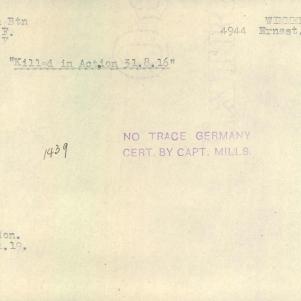 Btn 4944
F. Ernest.
"Killed in Action 31.8.16"
NO TRACE GERMANY
CERT. BY CAPT. MILLS.
1439
ion.
.19.